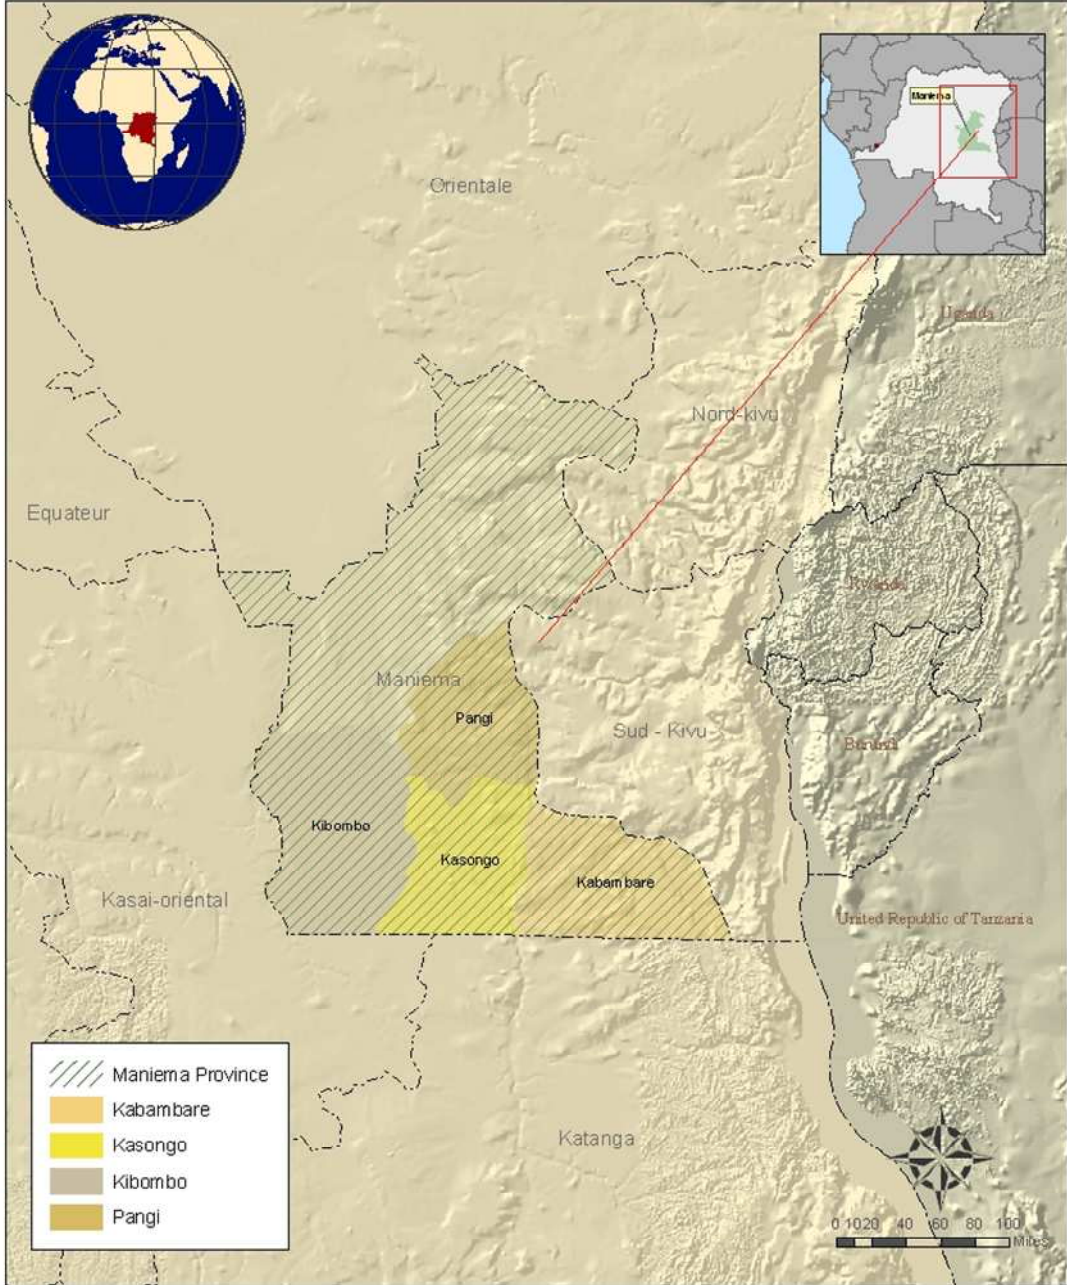 Maniema
Orientale
Uganda
Nord-kivu
Equateur
Rwanda
Maniema
Pangi
Sud - Kivu
Burundi
Kibombo
Kasongo
Kabambare
Kasai-oriental
United Republic of Tanzania
Maniema Province
Kabambare
Kasongo
Kibombo
Pangi
Katanga
0 10 20 40 60 80 100
Miles